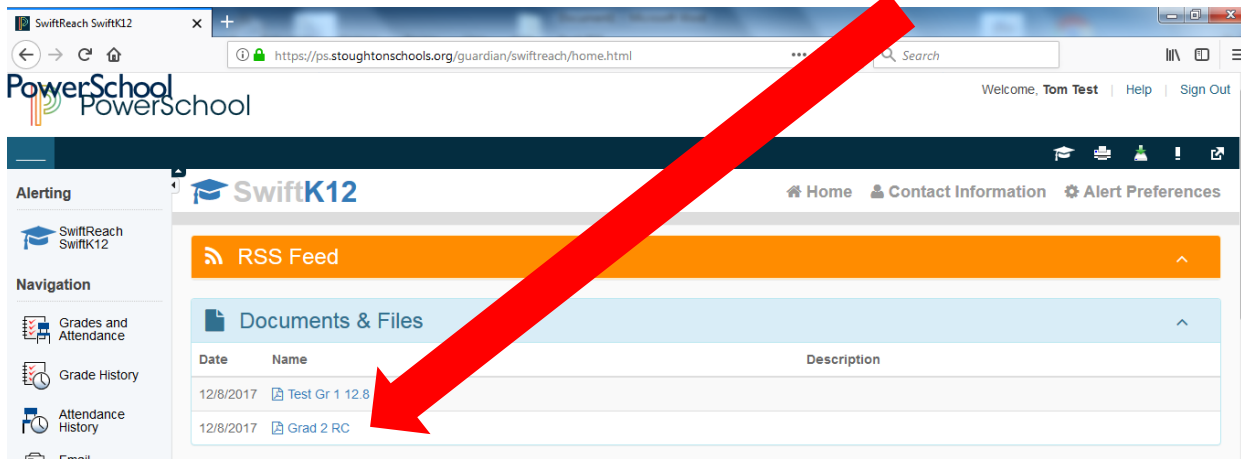 SwiftReach SwiftK12
https://ps.stoughtonschools.org/guardian/swiftreach/home.html
Search
PowerSchool
PowerSchool
Welcome, Tom Test | Help | Sign Out
Alerting
SwiftK12
Home
Contact Information
Alert Preferences
SwiftReach
SwiftK12
RSS Feed
Navigation
Documents & Files
Grades and
Attendance
Date Name Description
Grade History
12/8/2017 Test Gr 1 12.8
Attendance
History
12/8/2017 Grad 2 RC